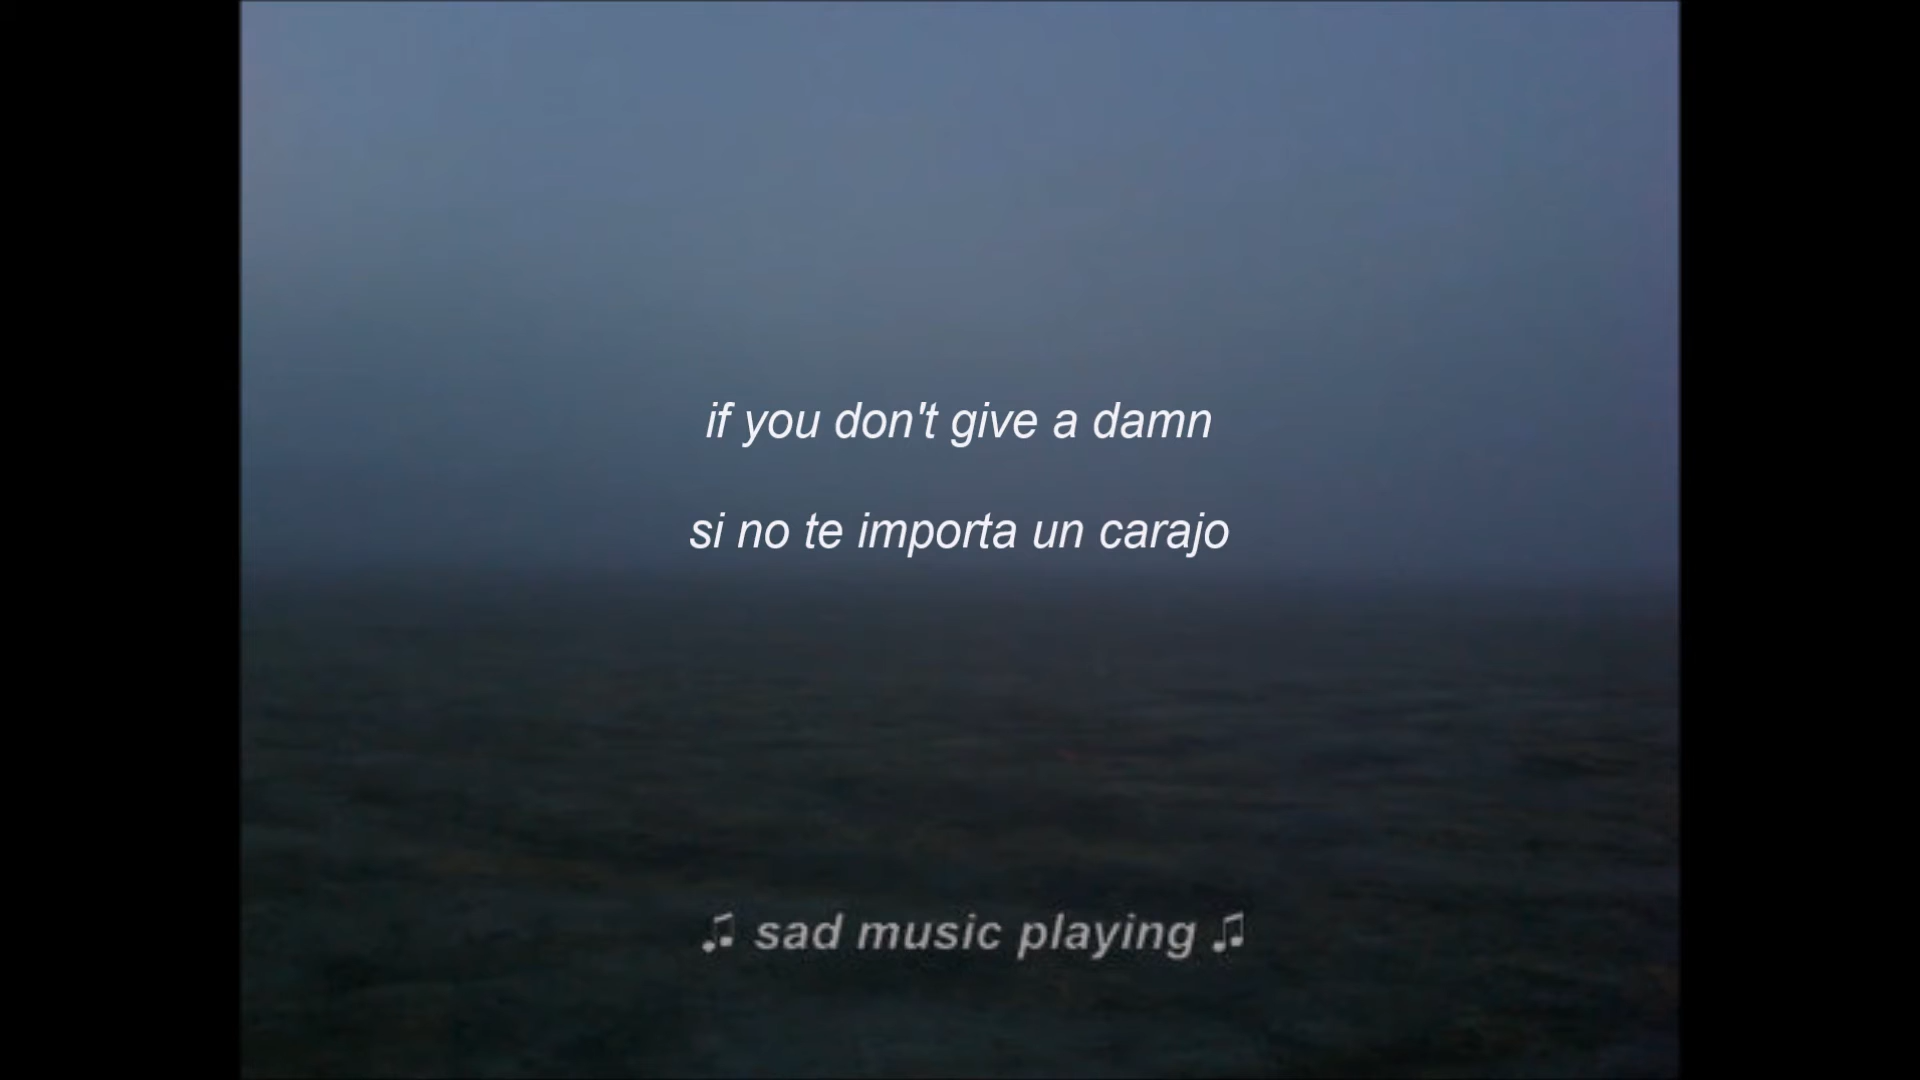 if you don't give a damn
si no te importa un carajo
♫ sad music playing ♫